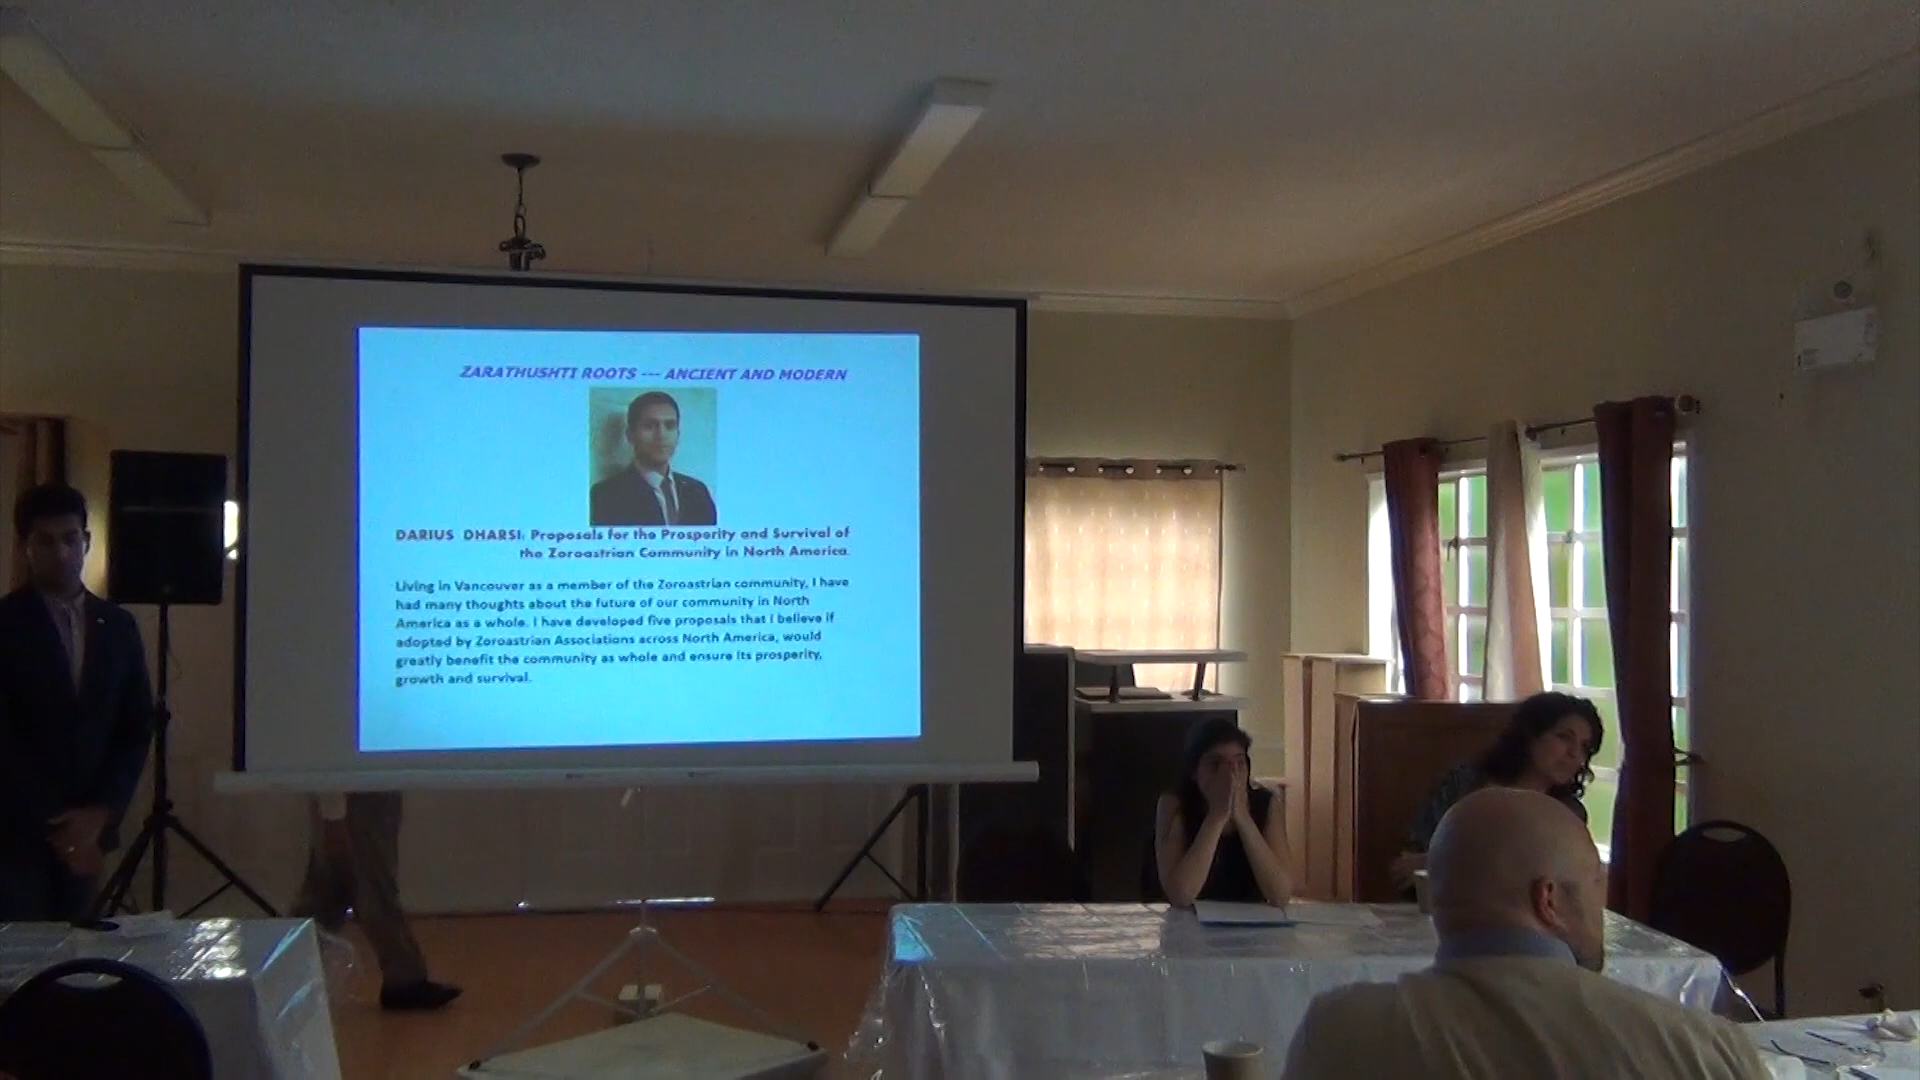 ZARATHUSHTI ROOTS --- ANCIENT AND MODERN
DARIUS DHARSI: Proposals for the Prosperity and Survival of
the Zoroastrian Community in North America.
Living in Vancouver as a member of the Zoroastrian community, I have
had many thoughts about the future of our community in North
America as a whole. I have developed five proposals that I believe if
adopted by Zoroastrian Associations across North America, would
greatly benefit the community as whole and ensure its prosperity,
growth and survival.